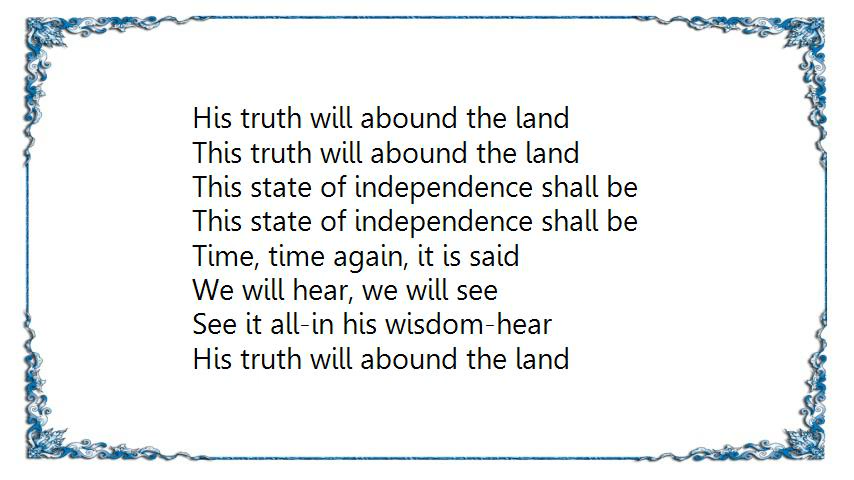 His truth will abound the land
This truth will abound the land
This state of independence shall be
This state of independence shall be
Time, time again, it is said
We will hear, we will see
See it all-in his wisdom-hear
His truth will abound the land